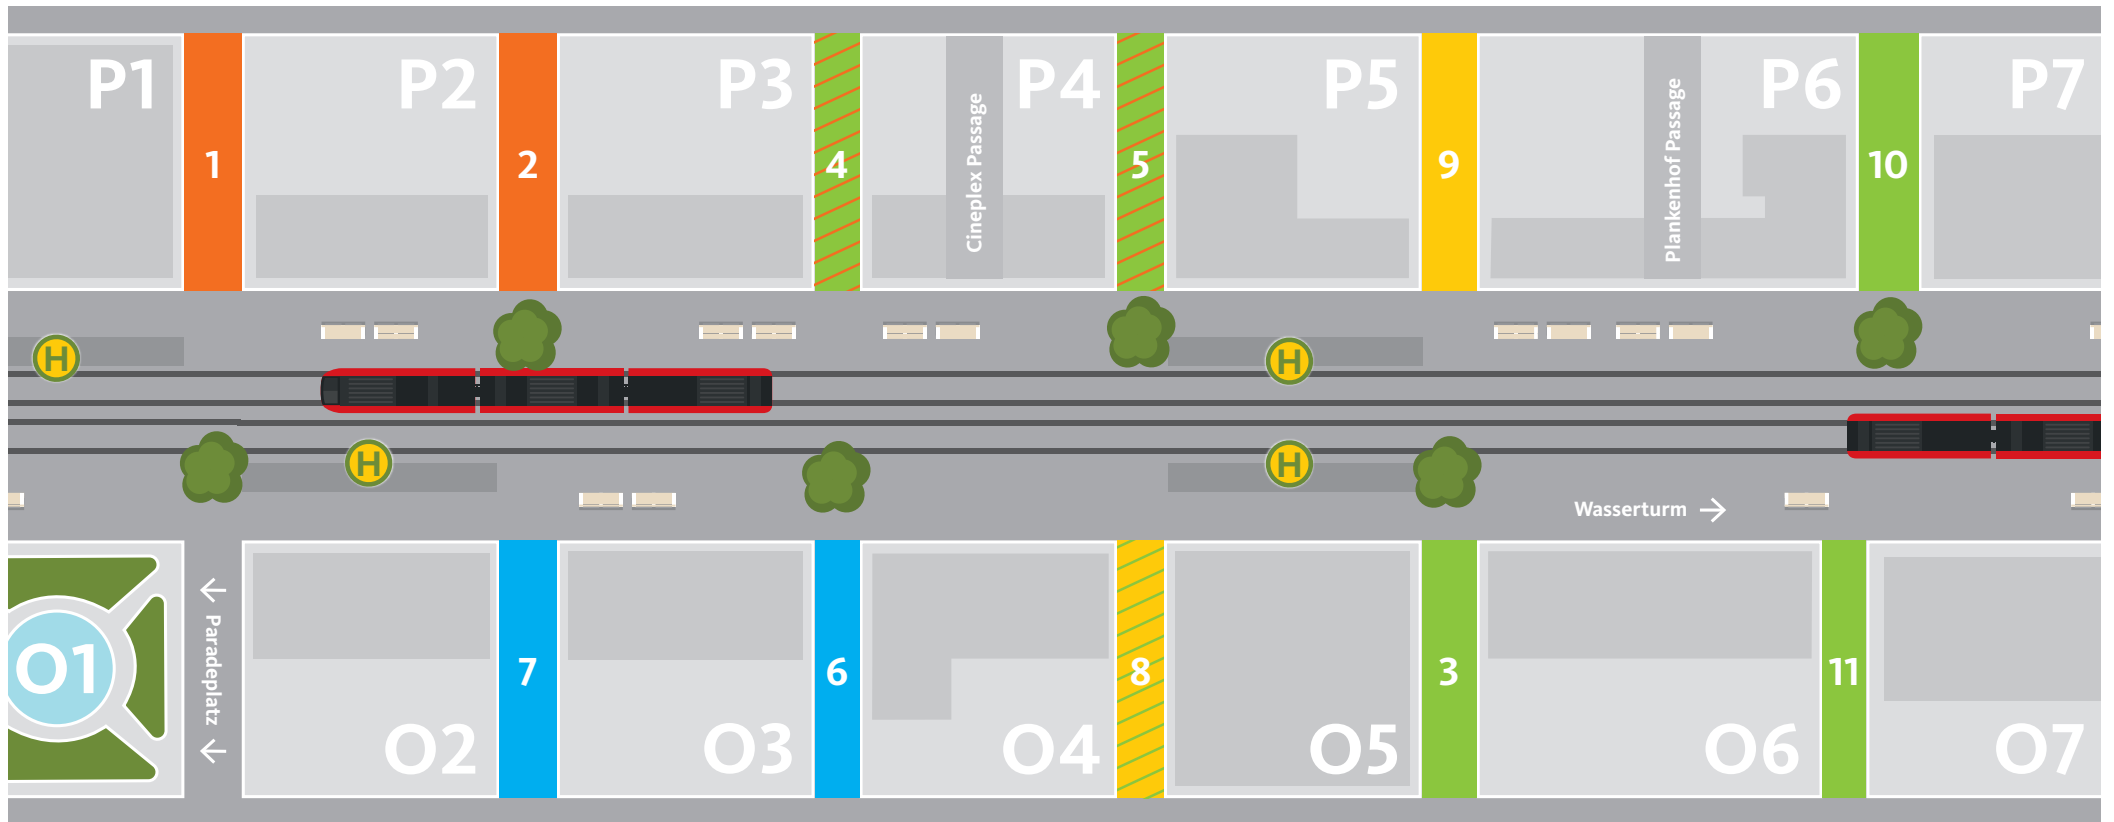 P1
P2
P3
P4
P5
P6
P7
1
2
4
Cineplex Passage
5
9
Plankenhof Passage
10
H
H
H
H
Wasserturm →
← Paradeplatz ←
O1
7
6
8
3
11
O2
O3
O4
O5
O6
O7